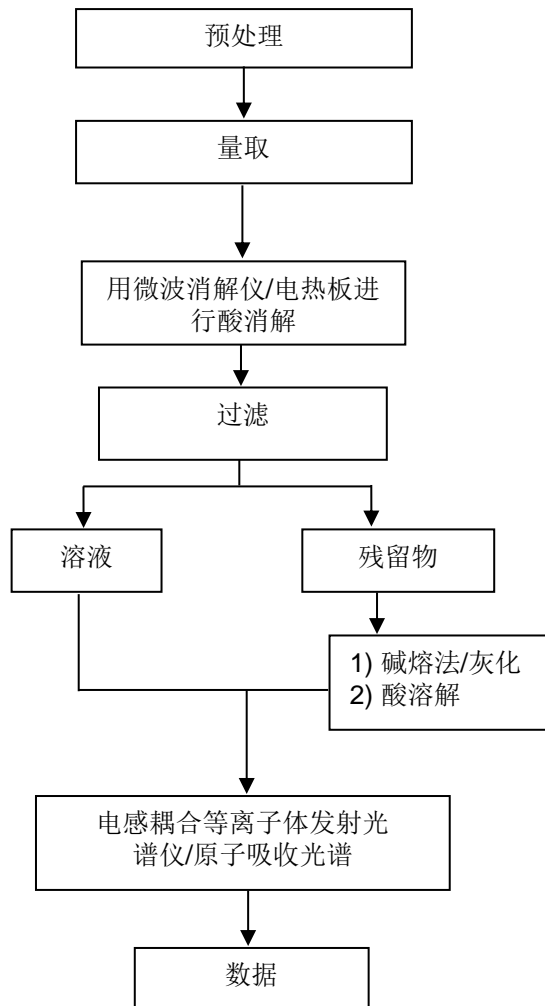 预处理
量取
用微波消解仪/电热板进
行酸消解
过滤
溶液
残留物
1) 碱熔法/灰化
2) 酸溶解
电感耦合等离子体发射光
谱仪/原子吸收光谱
数据